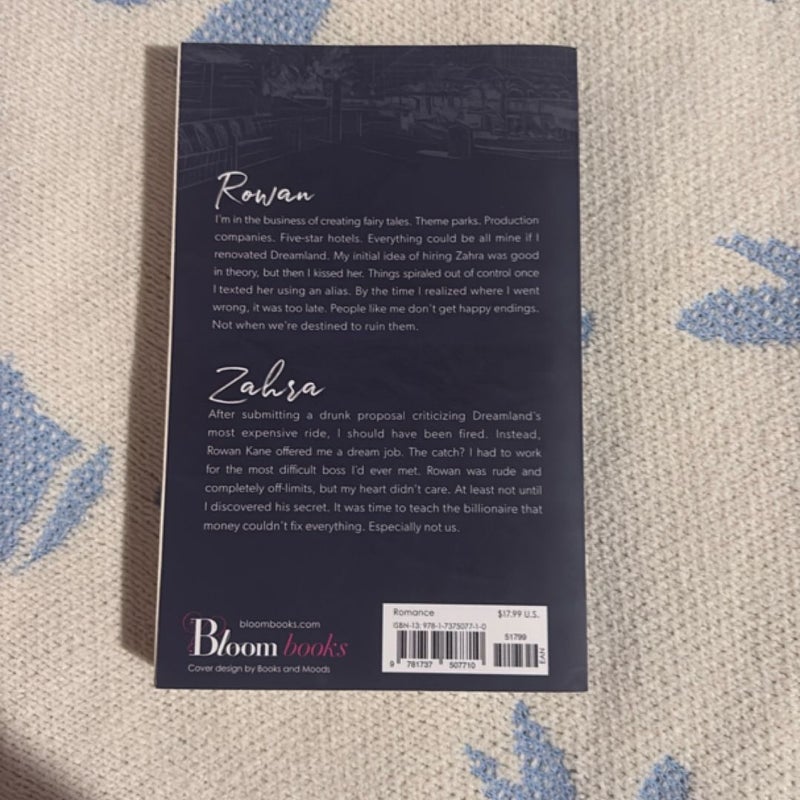 Rowan
I'm in the business of creating fairy tales. Theme parks. Production
companies. Five-star hotels. Everything could be all mine if I
renovated Dreamland. My initial idea of hiring Zahra was good
in theory, but then I kissed her. Things spiraled out of control once
I texted her using an alias. By the time I realized where I went
wrong, it was too late. People like me don't get happy endings.
Not when we're destined to ruin them.
Zahra
After submitting a drunk proposal criticizing Dreamland's
most expensive ride, I should have been fired. Instead,
Rowan Kane offered me a dream job. The catch? I had to work
for the most difficult boss I'd ever met. Rowan was rude and
completely off-limits, but my heart didn't care. At least not until
I discovered his secret. It was time to teach the billionaire that
money couldn't fix everything. Especially not us.
bloombooks.com
Bloom books
Cover design by Books and Moods
Romance $17.99 U.S.
ISBN-13: 978-1-7375077-1-0
51799
9 781737 507710
EAN